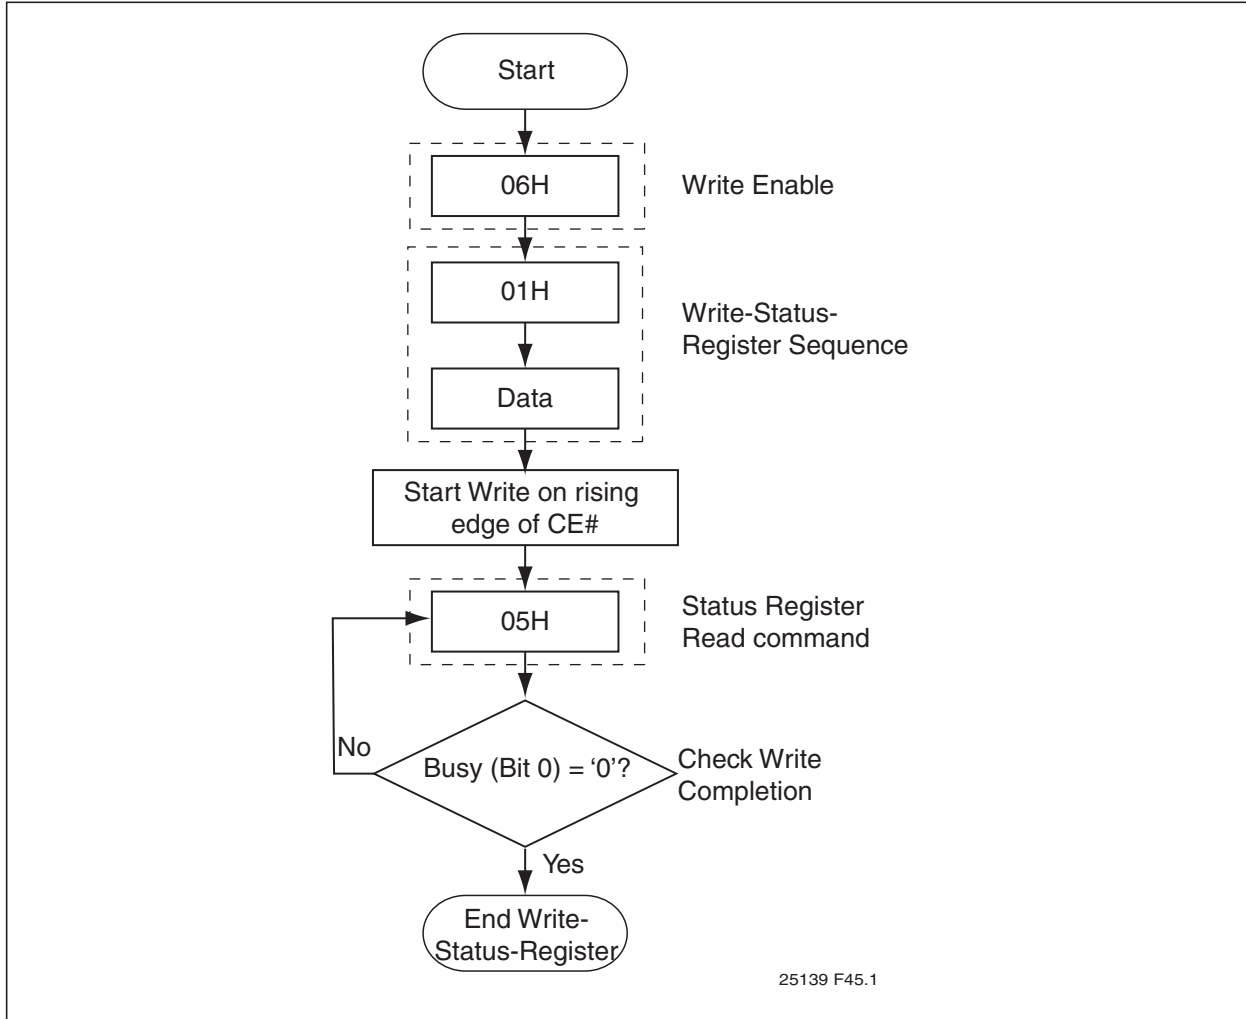 Start
06H
Write Enable
01H
Write-Status-
Register Sequence
Data
Start Write on rising
edge of CE#
05H
Status Register
Read command
No
Busy (Bit 0) = ‘0’?
Check Write
Completion
Yes
End Write-
Status-Register
25139 F45.1